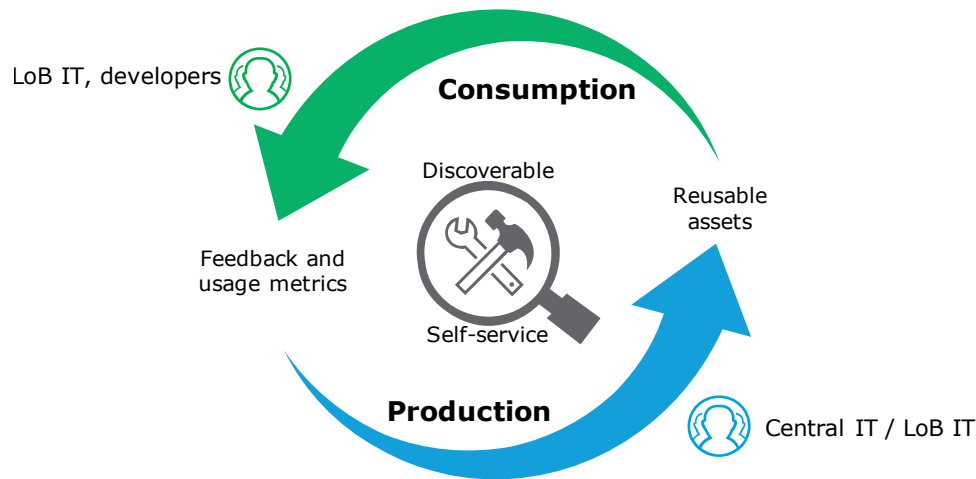 LoB IT, developers
Consumption
Discoverable
Reusable
assets
Feedback and
usage metrics
Self-service
Production
Central IT / LoB IT